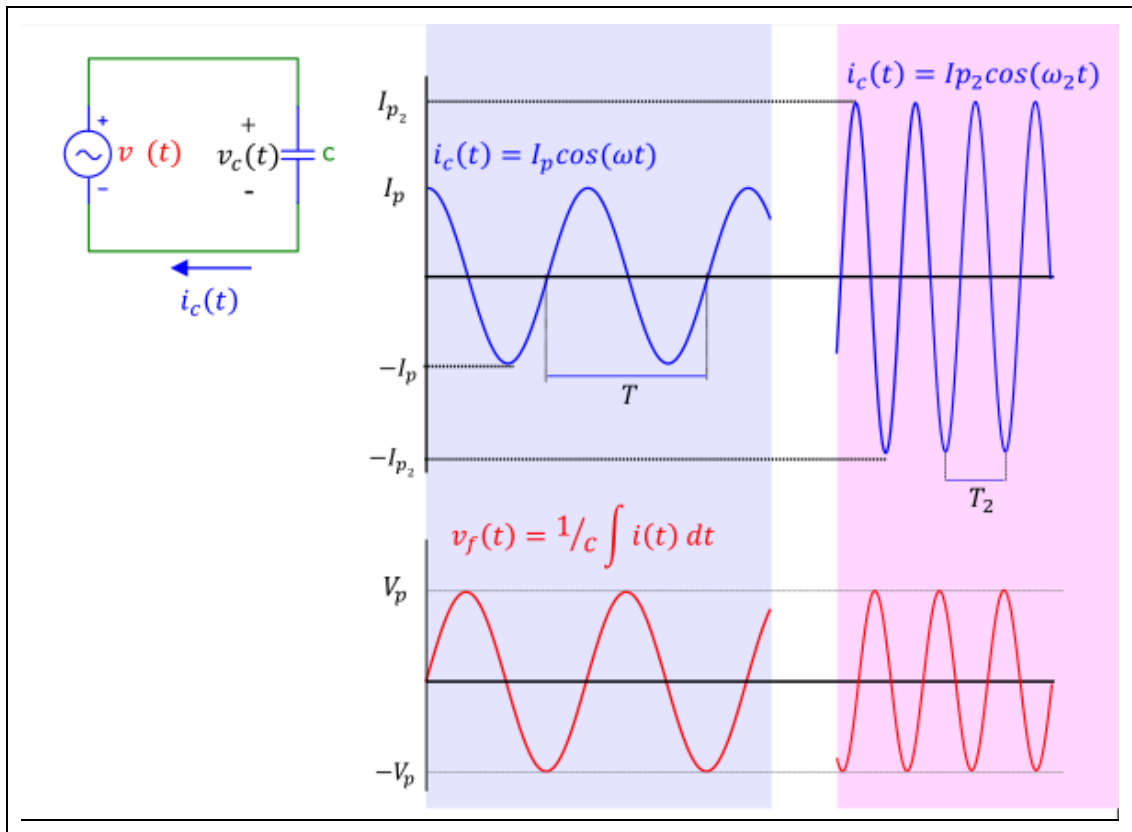 +
v (t)
−
+
v_c(t)
-
c
i_c(t)
I_{p_2}
I_p
−I_p
−I_{p_2}
i_c(t) = I_p cos(ωt)
T
i_c(t) = Ip_2 cos(ω_2 t)
T_2
v_f(t) = 1/c ∫ i(t) dt
V_p
−V_p